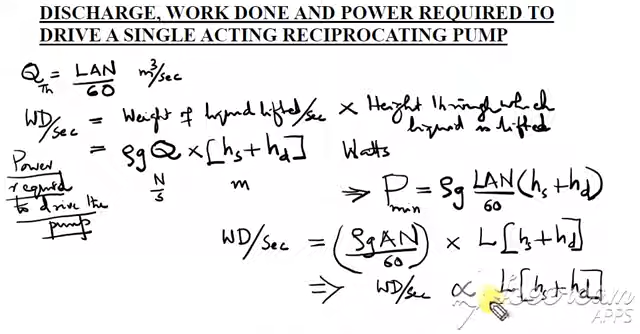 DISCHARGE, WORK DONE AND POWER REQUIRED TO
DRIVE A SINGLE ACTING RECIPROCATING PUMP
Q_Th = LAN/60 m³/sec
WD/sec = Weight of liquid lifted/sec × Height through which liquid is lifted
= ρgQ × [h_s + h_d] Watts
N/s m
Power
required
to drive the
pump
⇒ P_min = ρg LAN/60 (h_s + h_d)
WD/sec = (ρgAN/60) × L[h_s + h_d]
⇒ WD/sec ∝ L[h_s + h_d]
APPS